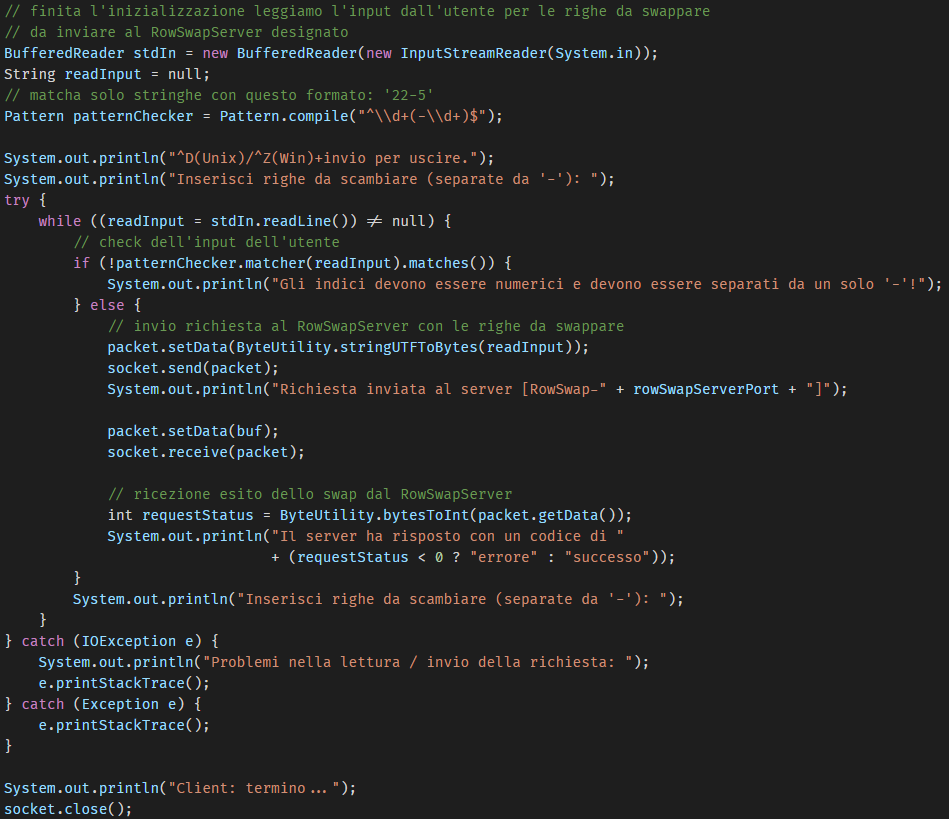 // finita l'inizializzazione leggiamo l'input dall'utente per le righe da swappare
// da inviare al RowSwapServer designato
BufferedReader stdIn = new BufferedReader(new InputStreamReader(System.in));
String readInput = null;
// matcha solo stringhe con questo formato: '22-5'
Pattern patternChecker = Pattern.compile("^\\d+(-\\d+)$");

System.out.println("^D(Unix)/^Z(Win)+invio per uscire.");
System.out.println("Inserisci righe da scambiare (separate da '-'): ");
try {
    while ((readInput = stdIn.readLine()) != null) {
        // check dell'input dell'utente
        if (!patternChecker.matcher(readInput).matches()) {
            System.out.println("Gli indici devono essere numerici e devono essere separati da un solo '-'!");
        } else {
            // invio richiesta al RowSwapServer con le righe da swappare
            packet.setData(ByteUtility.stringUTFToBytes(readInput));
            socket.send(packet);
            System.out.println("Richiesta inviata al server [RowSwap-" + rowSwapServerPort + "]");

            packet.setData(buf);
            socket.receive(packet);

            // ricezione esito dello swap dal RowSwapServer
            int requestStatus = ByteUtility.bytesToInt(packet.getData());
            System.out.println("Il server ha risposto con un codice di "
                               + (requestStatus < 0 ? "errore" : "successo"));
        }
        System.out.println("Inserisci righe da scambiare (separate da '-'): ");
    }
} catch (IOException e) {
    System.out.println("Problemi nella lettura / invio della richiesta: ");
    e.printStackTrace();
} catch (Exception e) {
    e.printStackTrace();
}

System.out.println("Client: termino...");
socket.close();